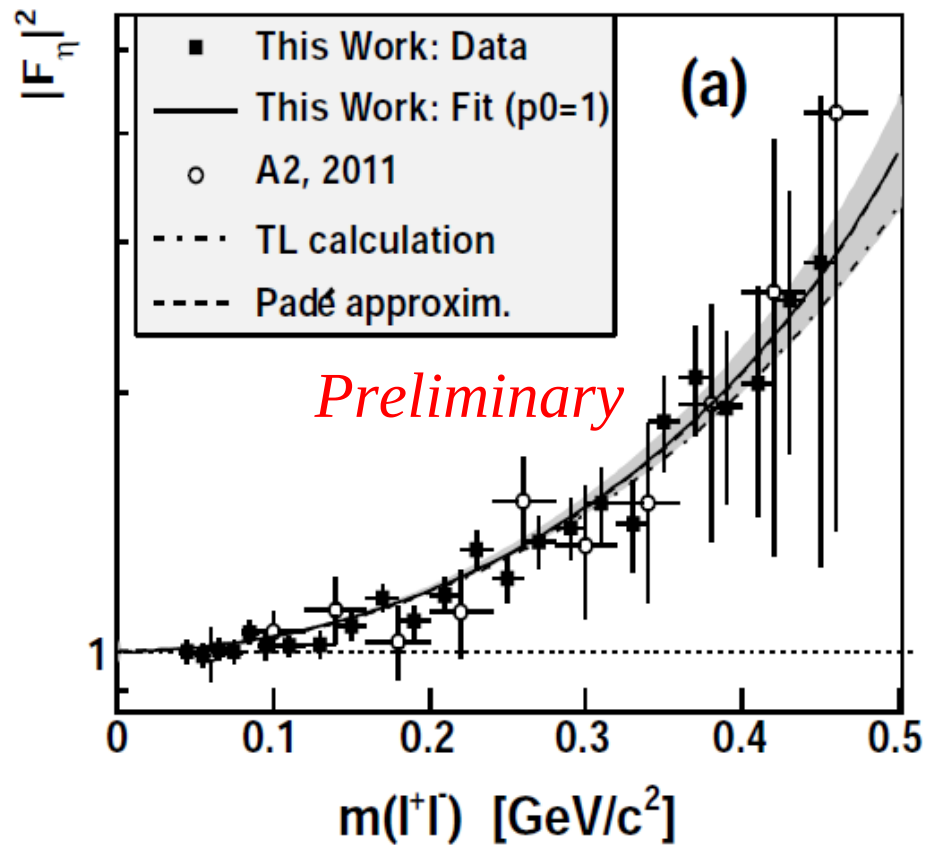 |Fη|²
This Work: Data
This Work: Fit (p0=1)
A2, 2011
TL calculation
Padé approxim.
(a)
Preliminary
1
0 0.1 0.2 0.3 0.4 0.5
m(l⁺l⁻) [GeV/c²]